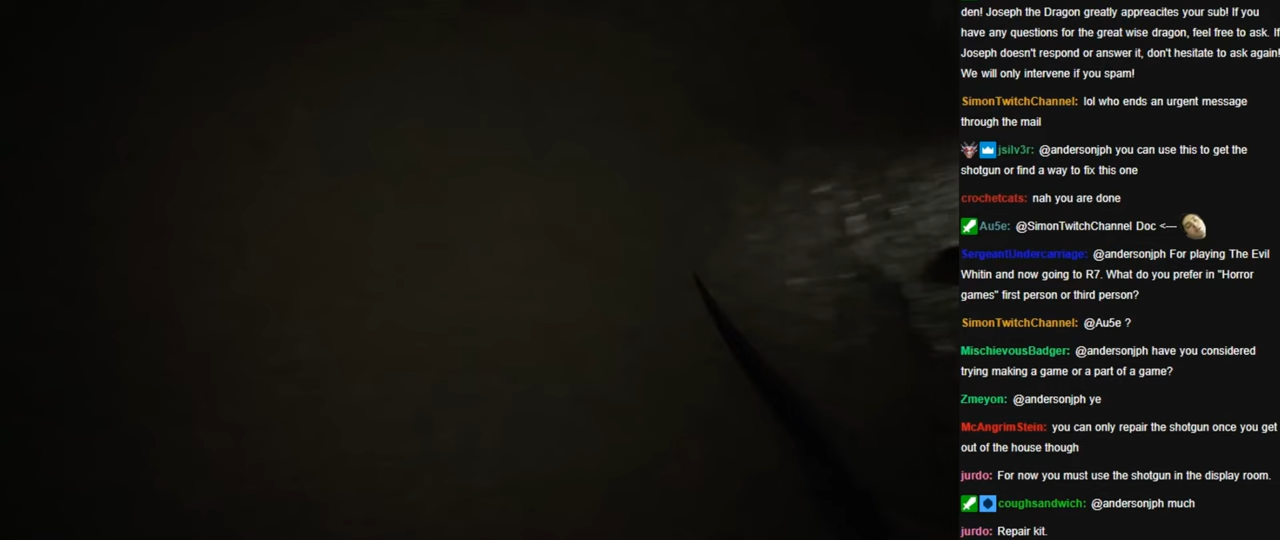 den! Joseph the Dragon greatly appreacites your sub! If you
have any questions for the great wise dragon, feel free to ask. If
Joseph doesn't respond or answer it, don't hesitate to ask again!
We will only intervene if you spam!
SimonTwitchChannel: lol who ends an urgent message
through the mail
jsilv3r: @andersonjph you can use this to get the
shotgun or find a way to fix this one
crochetcats: nah you are done
Au5e: @SimonTwitchChannel Doc <—
SergeantUndercarriage: @andersonjph For playing The Evil
Whitin and now going to R7. What do you prefer in "Horror
games" first person or third person?
SimonTwitchChannel: @Au5e ?
MischievousBadger: @andersonjph have you considered
trying making a game or a part of a game?
Zmeyon: @andersonjph ye
McAngrimStein: you can only repair the shotgun once you get
out of the house though
jurdo: For now you must use the shotgun in the display room.
coughsandwich: @andersonjph much
jurdo: Repair kit.